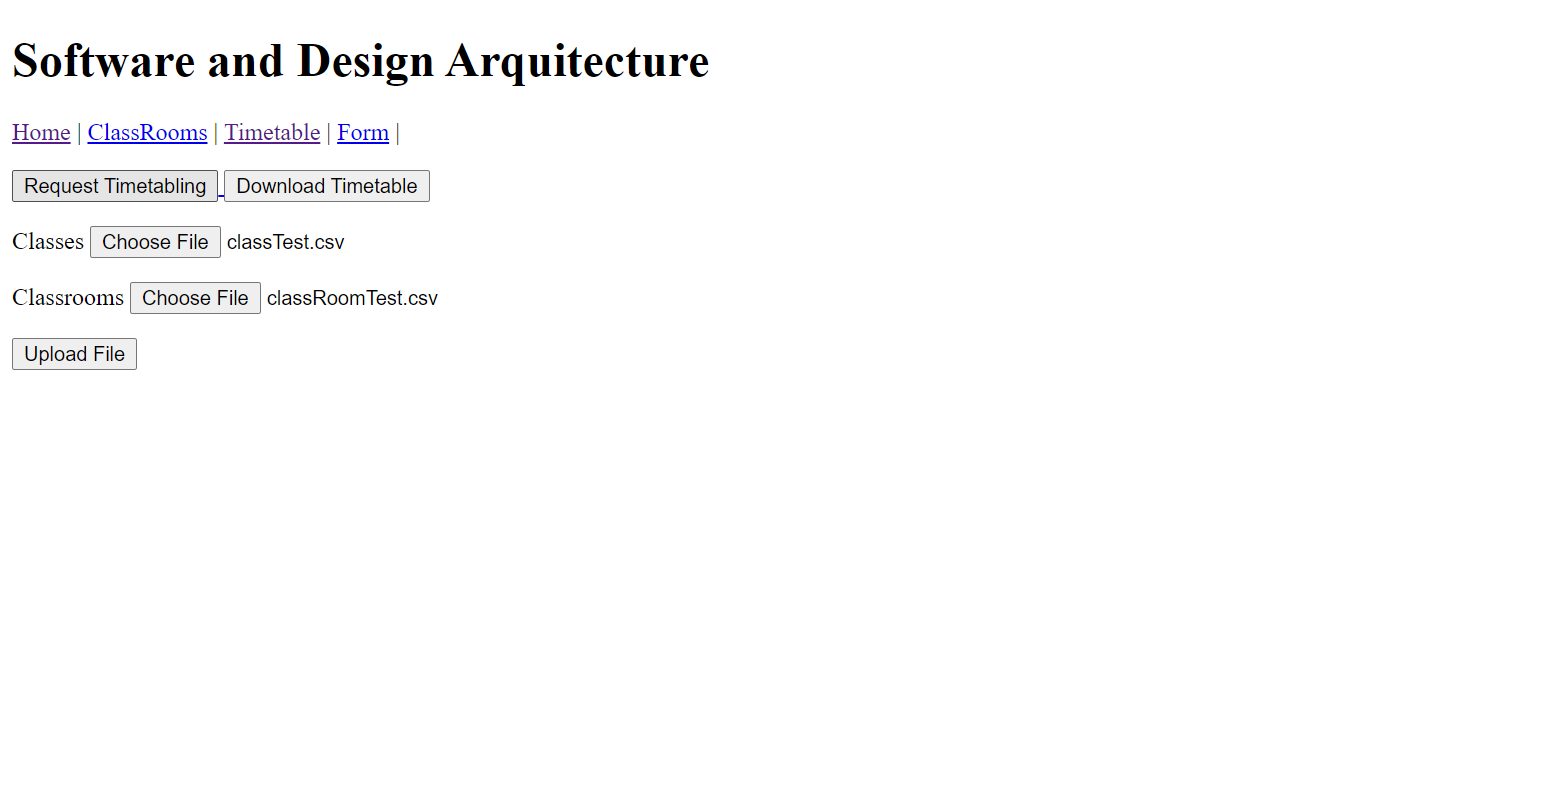 Software and Design Arquitecture
Home | ClassRooms | Timetable | Form |
Request Timetabling Download Timetable
Classes Choose File classTest.csv
Classrooms Choose File classRoomTest.csv
Upload File